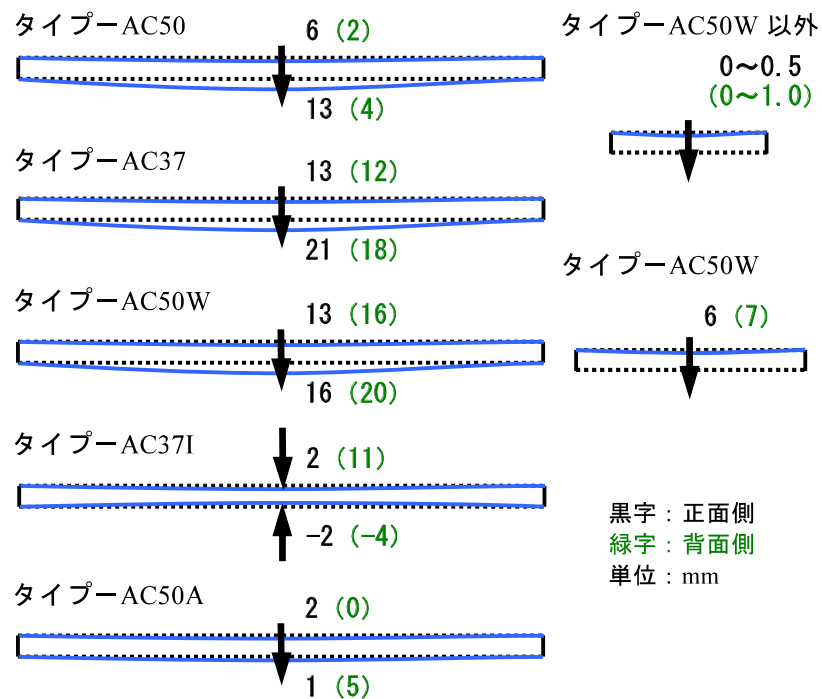 タイプーAC50
6 (2)
13 (4)
タイプーAC37
13 (12)
21 (18)
タイプーAC50W
13 (16)
16 (20)
タイプーAC37I
2 (11)
-2 (-4)
タイプーAC50A
2 (0)
1 (5)
タイプーAC50W 以外
0～0.5
(0～1.0)
タイプーAC50W
6 (7)
黒字：正面側
緑字：背面側
単位：mm